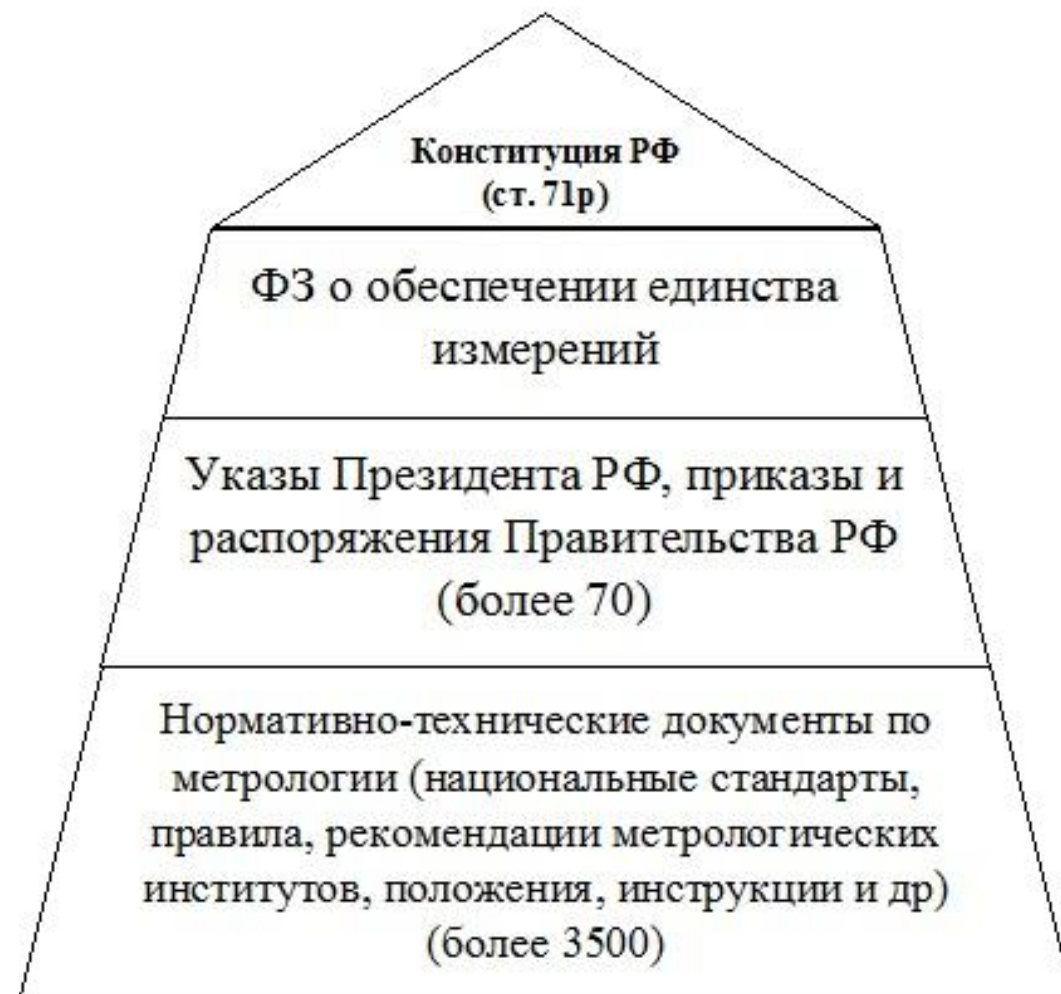 Конституция РФ
(ст. 71р)
ФЗ о обеспечении единства
измерений
Указы Президента РФ, приказы и
распоряжения Правительства РФ
(более 70)
Нормативно-технические документы по
метрологии (национальные стандарты,
правила, рекомендации метрологических
институтов, положения, инструкции и др)
(более 3500)